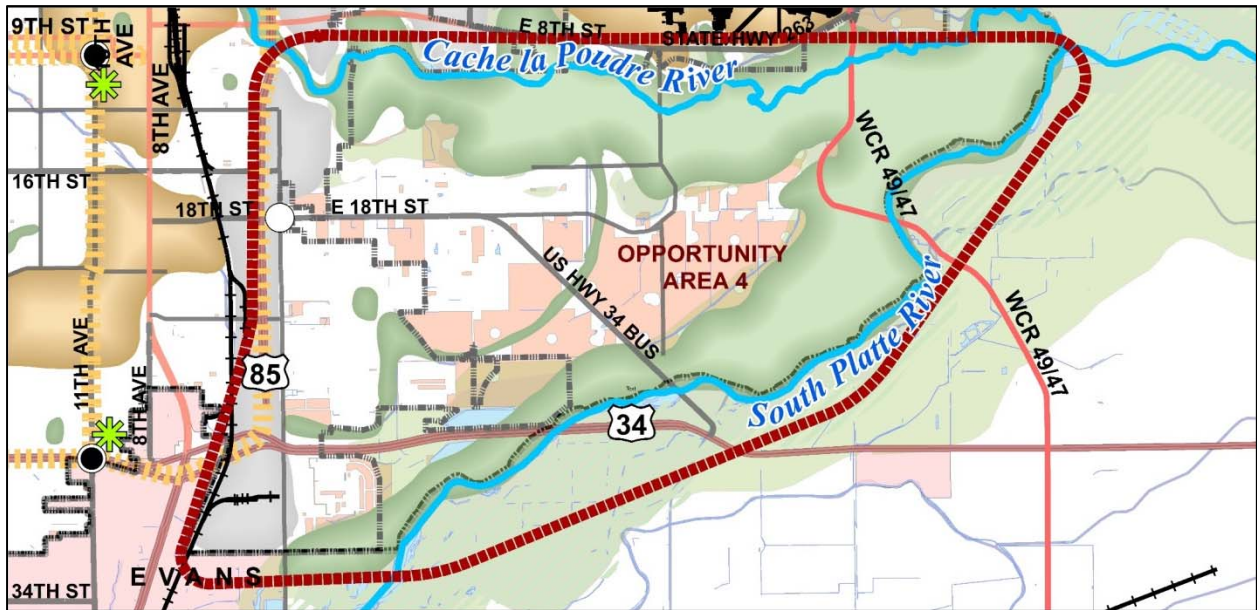 9TH ST
7TH AVE
8TH AVE
E 8TH ST
STATE HWY 263
Cache la Poudre River
16TH ST
18TH ST
E 18TH ST
WCR 49/47
OPPORTUNITY
AREA 4
US HWY 34 BUS
South Platte River
WCR 49/47
11TH AVE
8TH AVE
85
34
EVANS
34TH ST